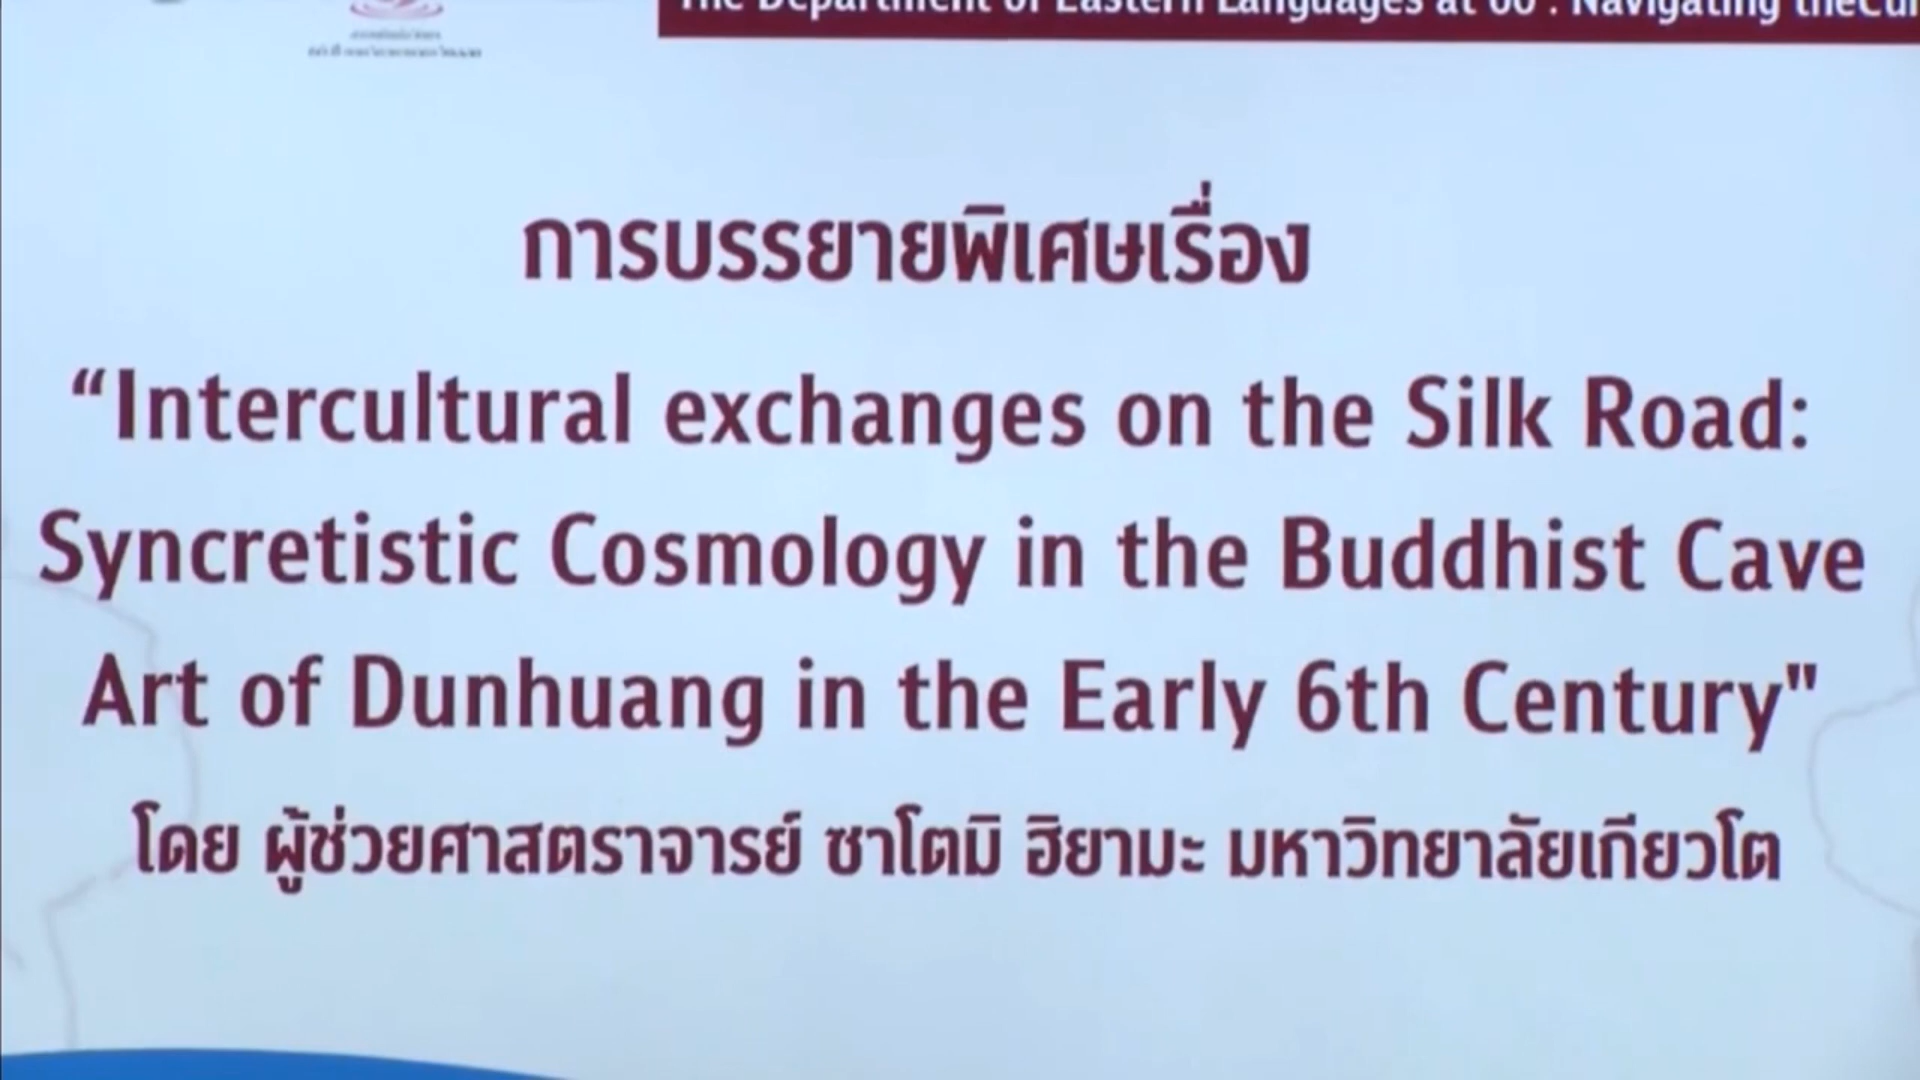 The Department of Eastern Languages at 60 : Navigating theCul
การบรรยายพิเศษเรื่อง
“Intercultural exchanges on the Silk Road:
Syncretistic Cosmology in the Buddhist Cave
Art of Dunhuang in the Early 6th Century"
โดย ผู้ช่วยศาสตราจารย์ ซาโตมิ ฮิยามะ มหาวิทยาลัยเกียวโต